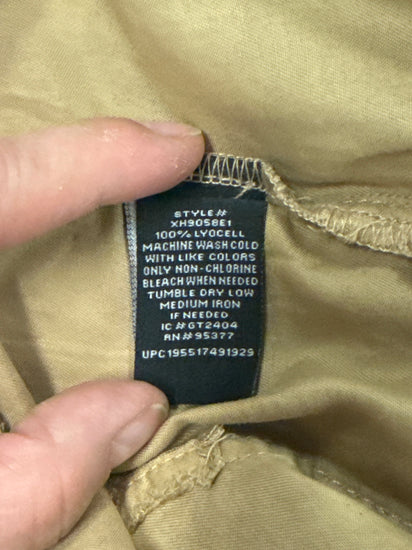 STYLE#
XH9058E1
100% LYOCELL
MACHINE WASH COLD
WITH LIKE COLORS
ONLY NON-CHLORINE
BLEACH WHEN NEEDED
TUMBLE DRY LOW
MEDIUM IRON
IF NEEDED
IC#GT2404
RN#95377
UPC195517491929